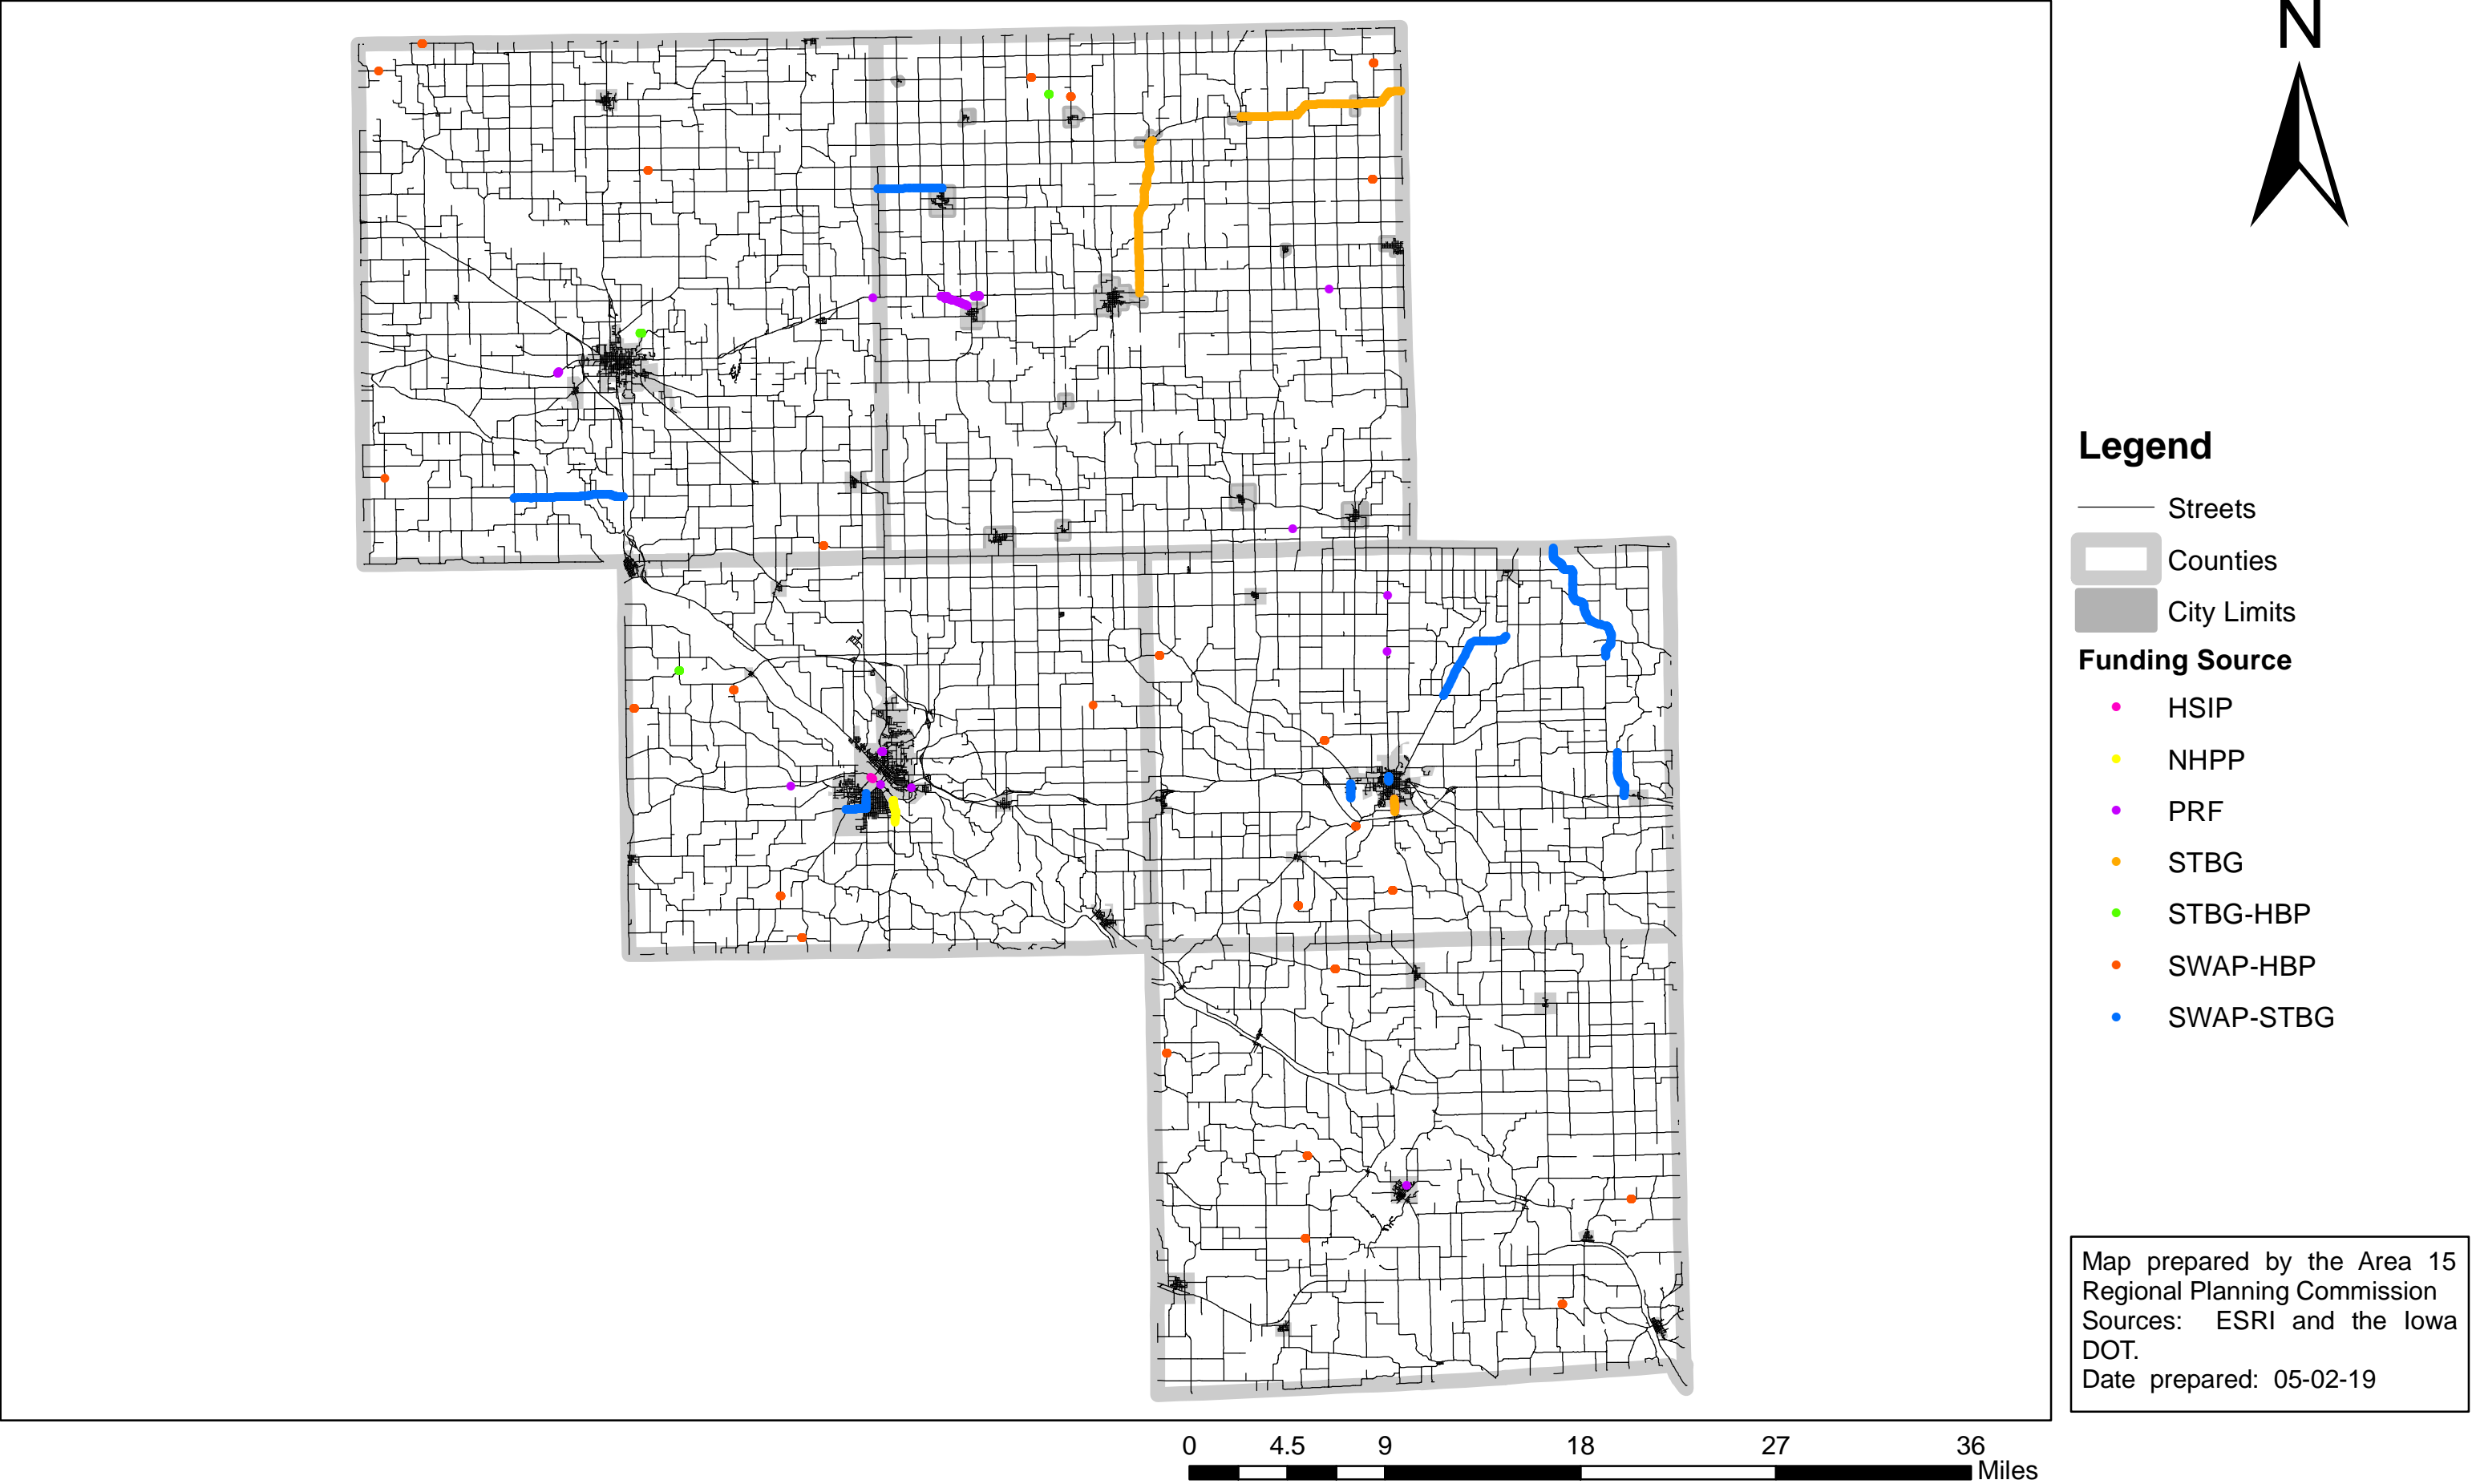 N
Legend
Streets
Counties
City Limits
Funding Source
HSIP
NHPP
PRF
STBG
STBG-HBP
SWAP-HBP
SWAP-STBG
Map prepared by the Area 15
Regional Planning Commission
Sources: ESRI and the Iowa
DOT.
Date prepared: 05-02-19
0 4.5 9 18 27 36
Miles